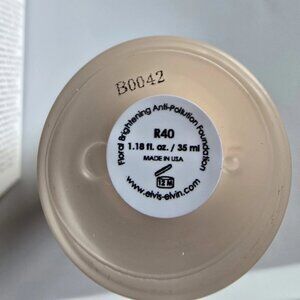 B0042
Floral Brightening Anti-Pollution Foundation
R40
1.18 fl. oz. / 35 ml
MADE IN USA
12 M
www.elvis-elvin.com